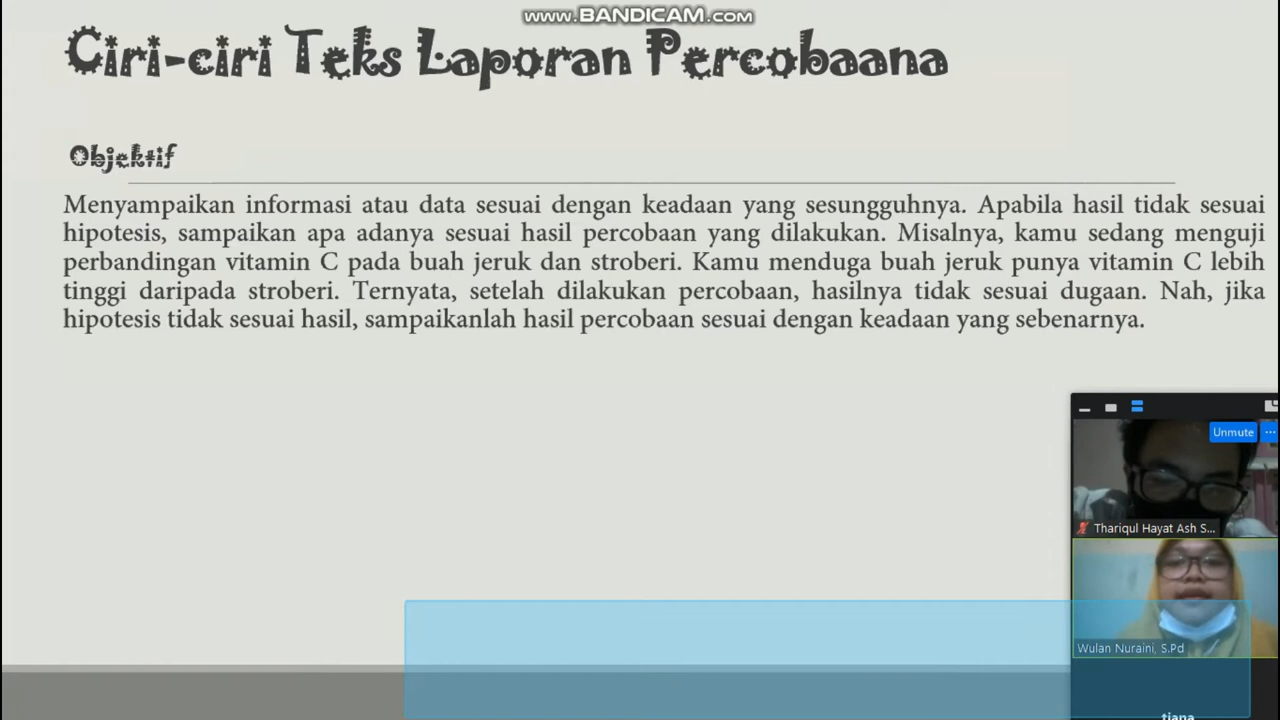 www.BANDICAM.com
Ciri-ciri Teks Laporan Percobaana
Objektif
Menyampaikan informasi atau data sesuai dengan keadaan yang sesungguhnya. Apabila hasil tidak sesuai
hipotesis, sampaikan apa adanya sesuai hasil percobaan yang dilakukan. Misalnya, kamu sedang menguji
perbandingan vitamin C pada buah jeruk dan stroberi. Kamu menduga buah jeruk punya vitamin C lebih
tinggi daripada stroberi. Ternyata, setelah dilakukan percobaan, hasilnya tidak sesuai dugaan. Nah, jika
hipotesis tidak sesuai hasil, sampaikanlah hasil percobaan sesuai dengan keadaan yang sebenarnya.
Unmute ...
Thariqul Hayat Ash S...
Wulan Nuraini, S.Pd
tiana